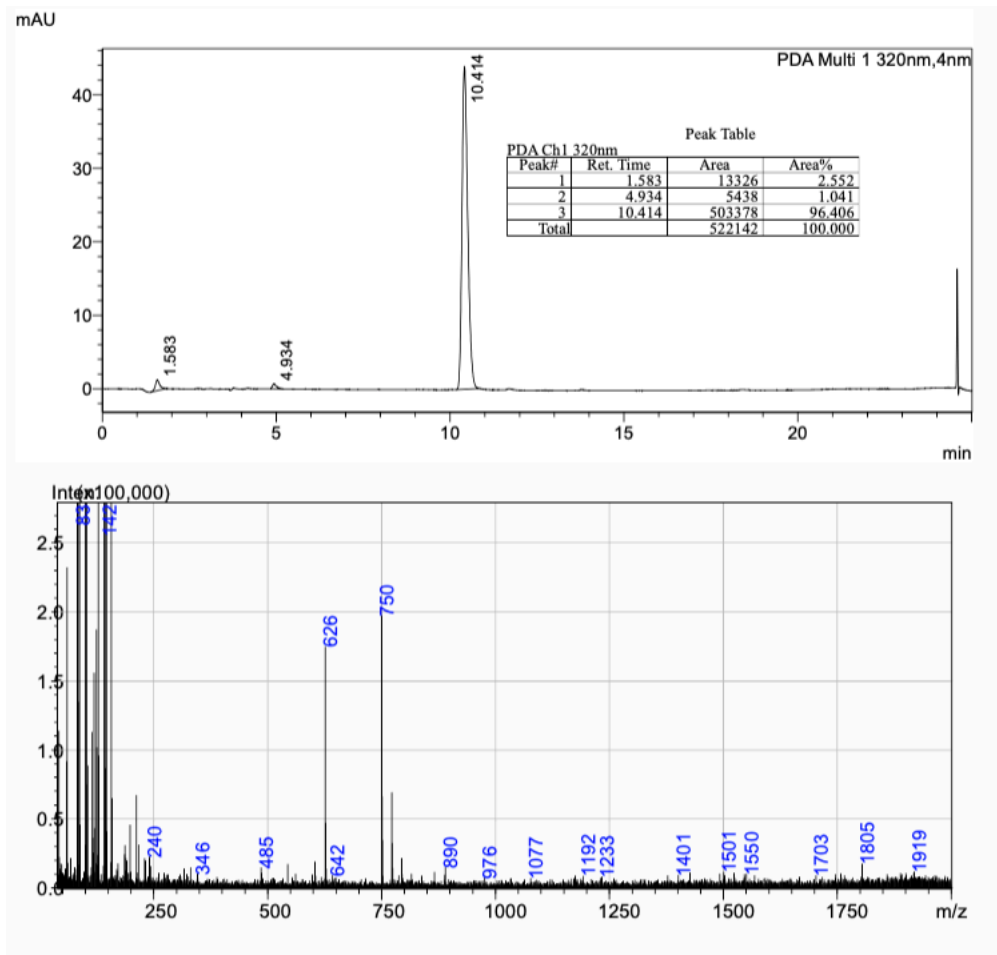 mAU
PDA Multi 1 320nm,4nm
10.414
Peak Table
PDA Ch1 320nm
Peak# Ret. Time Area Area%
1 1.583 13326 2.552
2 4.934 5438 1.041
3 10.414 503378 96.406
Total 522142 100.000
40
30
20
10
0
1.583
4.934
0 5 10 15 20
min
(x100,000)
83
142
2.5
2.0
1.5
1.0
0.5
0.0
750
626
240
346
485
642
890
976
1077
1192
1233
1401
1501
1550
1703
1805
1919
250 500 750 1000 1250 1500 1750 m/z